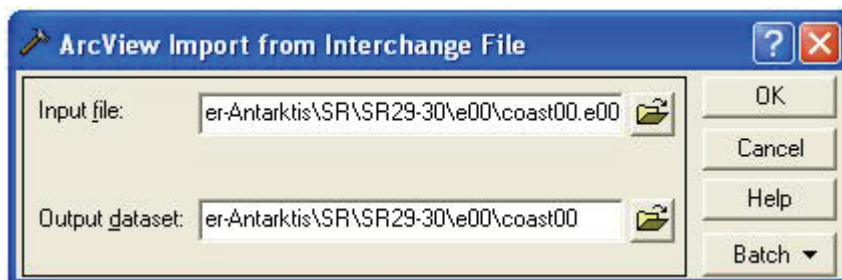 ArcView Import from Interchange File
Input file:
er-Antarktis\SR\SR29-30\e00\coast00.e00
Output dataset:
er-Antarktis\SR\SR29-30\e00\coast00
OK
Cancel
Help
Batch